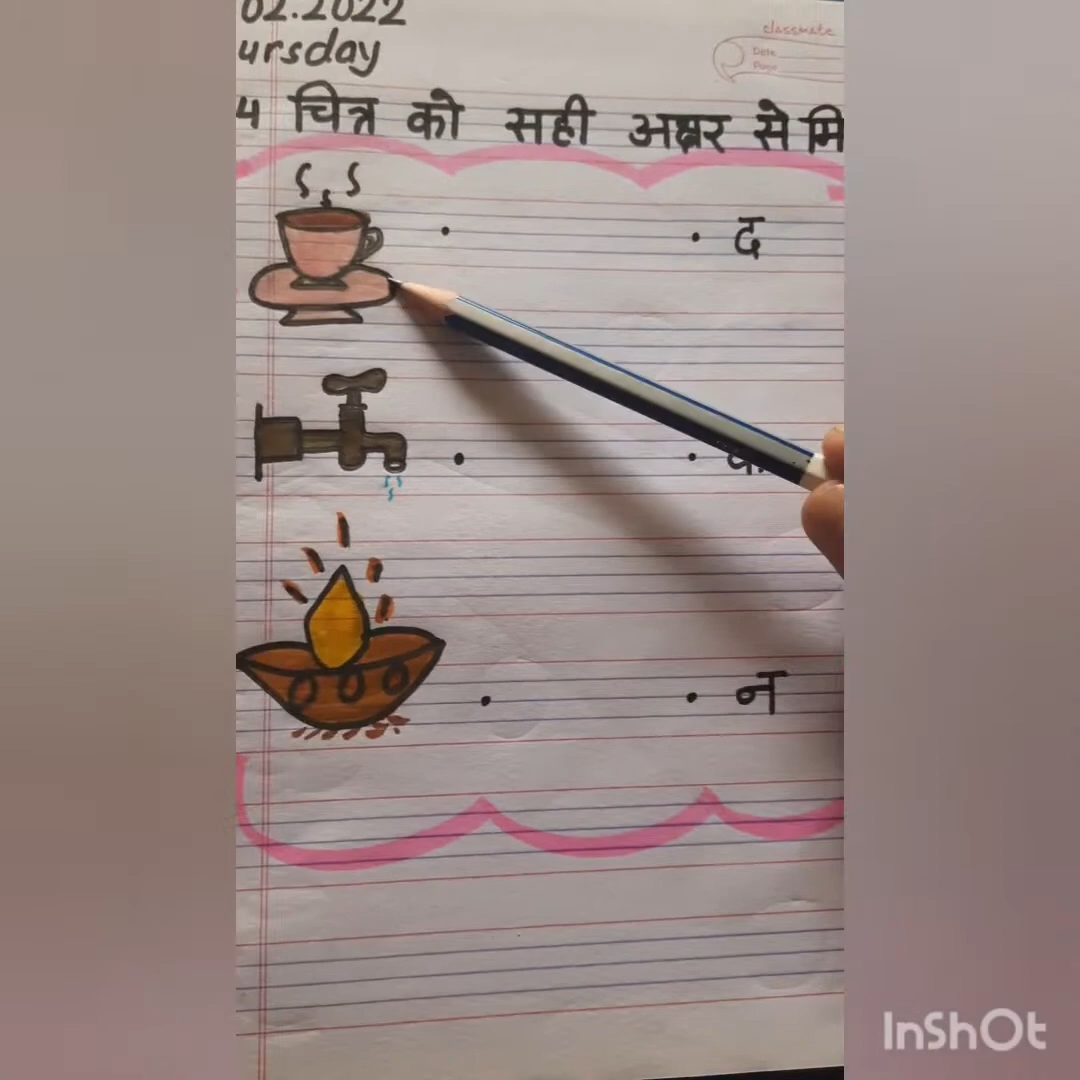 02.2022
ursday
classmate
Date
Page
4 चित्र को सही अक्षर से मि
द
न
InShOt